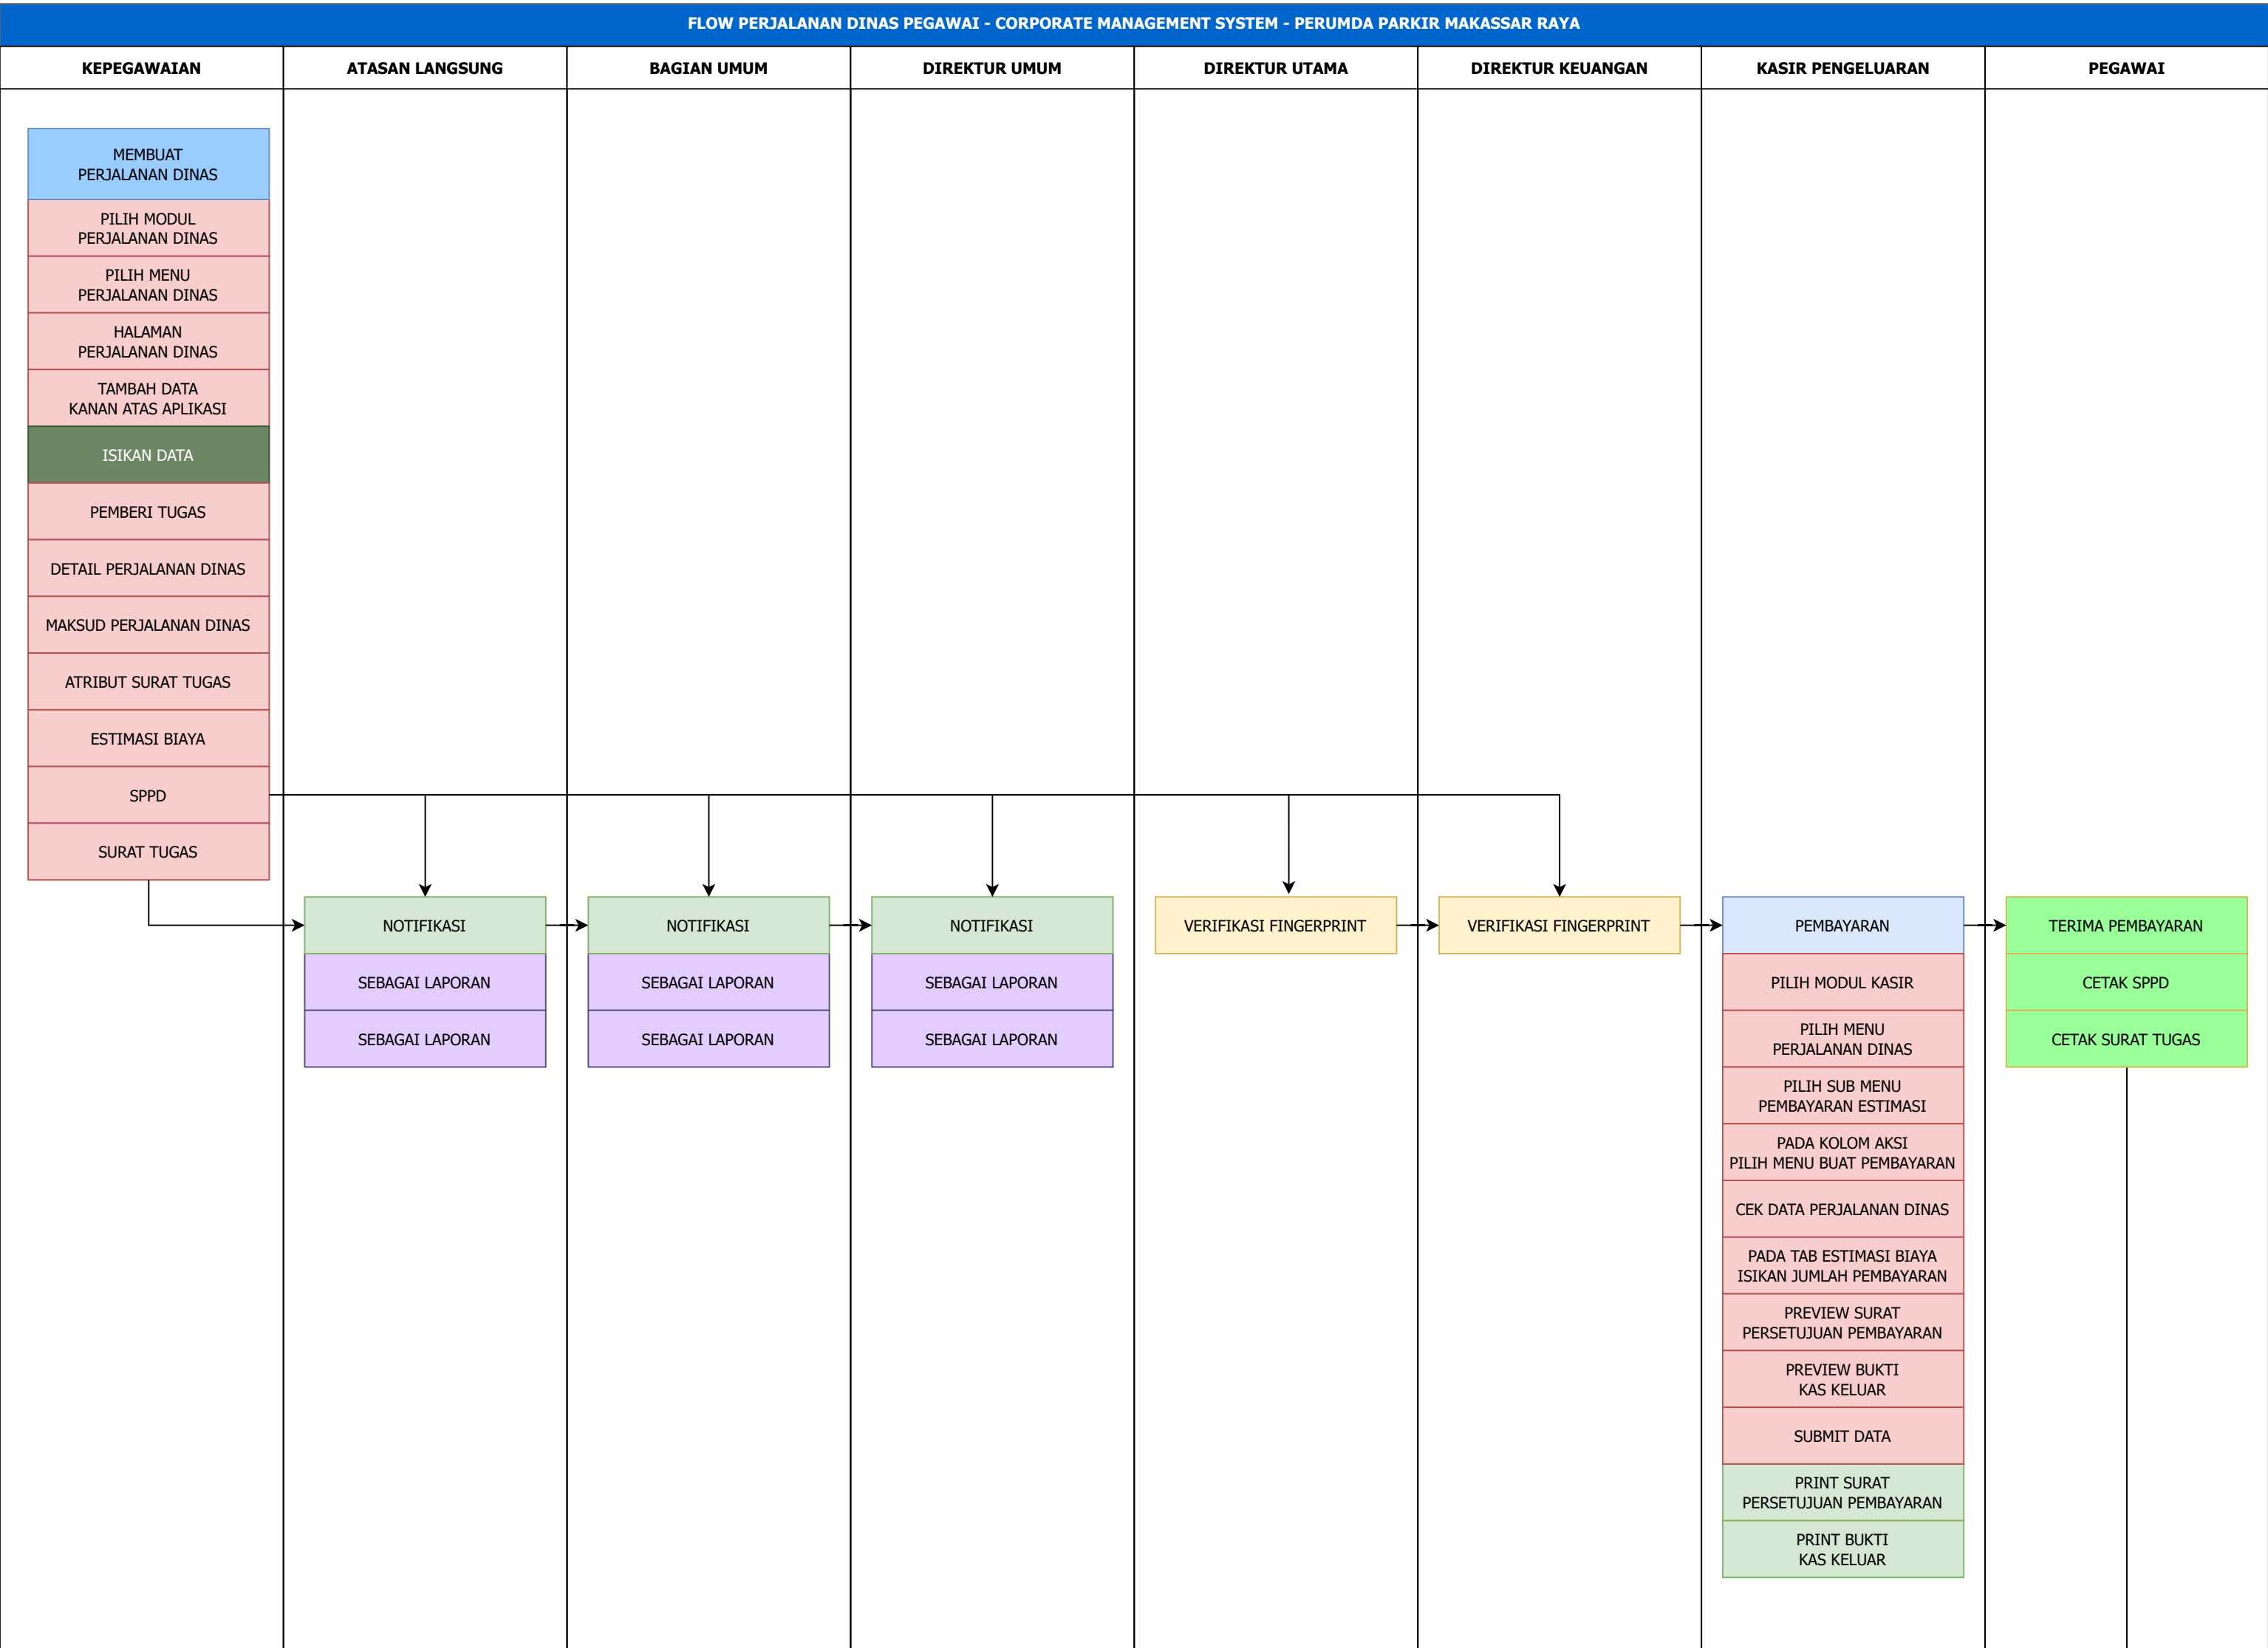 FLOW PERJALANAN DINAS PEGAWAI - CORPORATE MANAGEMENT SYSTEM - PERUMDA PARKIR MAKASSAR RAYA
KEPEGAWAIAN
ATASAN LANGSUNG
BAGIAN UMUM
DIREKTUR UMUM
DIREKTUR UTAMA
DIREKTUR KEUANGAN
KASIR PENGELUARAN
PEGAWAI
MEMBUAT
PERJALANAN DINAS
PILIH MODUL
PERJALANAN DINAS
PILIH MENU
PERJALANAN DINAS
HALAMAN
PERJALANAN DINAS
TAMBAH DATA
KANAN ATAS APLIKASI
ISIKAN DATA
PEMBERI TUGAS
DETAIL PERJALANAN DINAS
MAKSUD PERJALANAN DINAS
ATRIBUT SURAT TUGAS
ESTIMASI BIAYA
SPPD
SURAT TUGAS
NOTIFIKASI
SEBAGAI LAPORAN
SEBAGAI LAPORAN
NOTIFIKASI
SEBAGAI LAPORAN
SEBAGAI LAPORAN
NOTIFIKASI
SEBAGAI LAPORAN
SEBAGAI LAPORAN
VERIFIKASI FINGERPRINT
VERIFIKASI FINGERPRINT
PEMBAYARAN
PILIH MODUL KASIR
PILIH MENU
PERJALANAN DINAS
PILIH SUB MENU
PEMBAYARAN ESTIMASI
PADA KOLOM AKSI
PILIH MENU BUAT PEMBAYARAN
CEK DATA PERJALANAN DINAS
PADA TAB ESTIMASI BIAYA
ISIKAN JUMLAH PEMBAYARAN
PREVIEW SURAT
PERSETUJUAN PEMBAYARAN
PREVIEW BUKTI
KAS KELUAR
SUBMIT DATA
PRINT SURAT
PERSETUJUAN PEMBAYARAN
PRINT BUKTI
KAS KELUAR
TERIMA PEMBAYARAN
CETAK SPPD
CETAK SURAT TUGAS